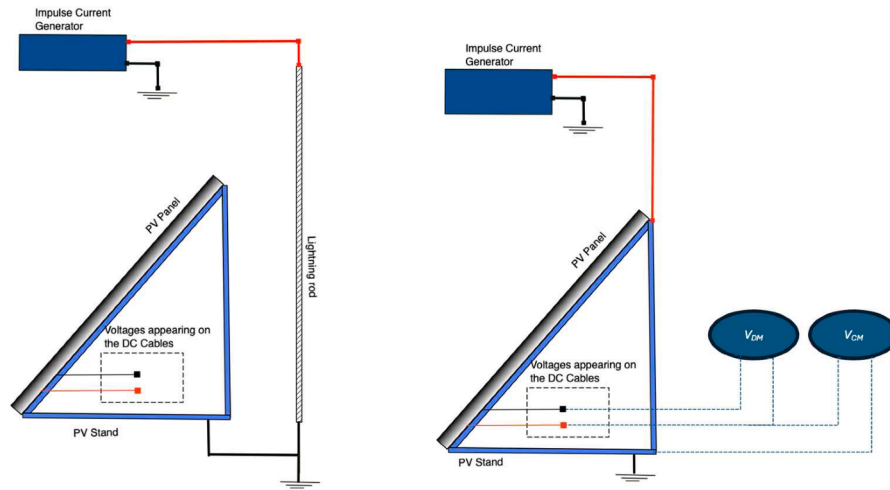 Impulse Current
Generator
PV Panel
Lightning rod
Voltages appearing on
the DC Cables
PV Stand
Impulse Current
Generator
PV Panel
Voltages appearing on
the DC Cables
PV Stand
VDM
VCM